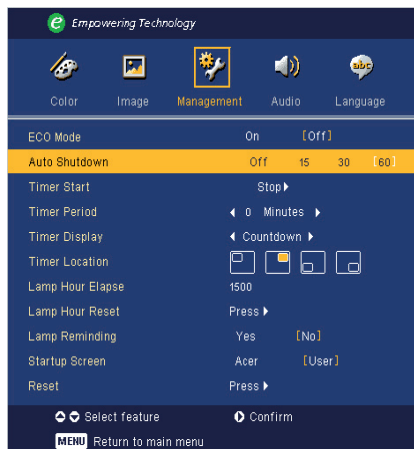 e Empowering Technology
abc
Color Image Management Audio Language
ECO Mode On [Off]
Auto Shutdown Off 15 30 [60]
Timer Start Stop
Timer Period 0 Minutes
Timer Display Countdown
Timer Location
Lamp Hour Elapse 1500
Lamp Hour Reset Press
Lamp Reminding Yes [No]
Startup Screen Acer [User]
Reset Press
Select feature Confirm
MENU Return to main menu